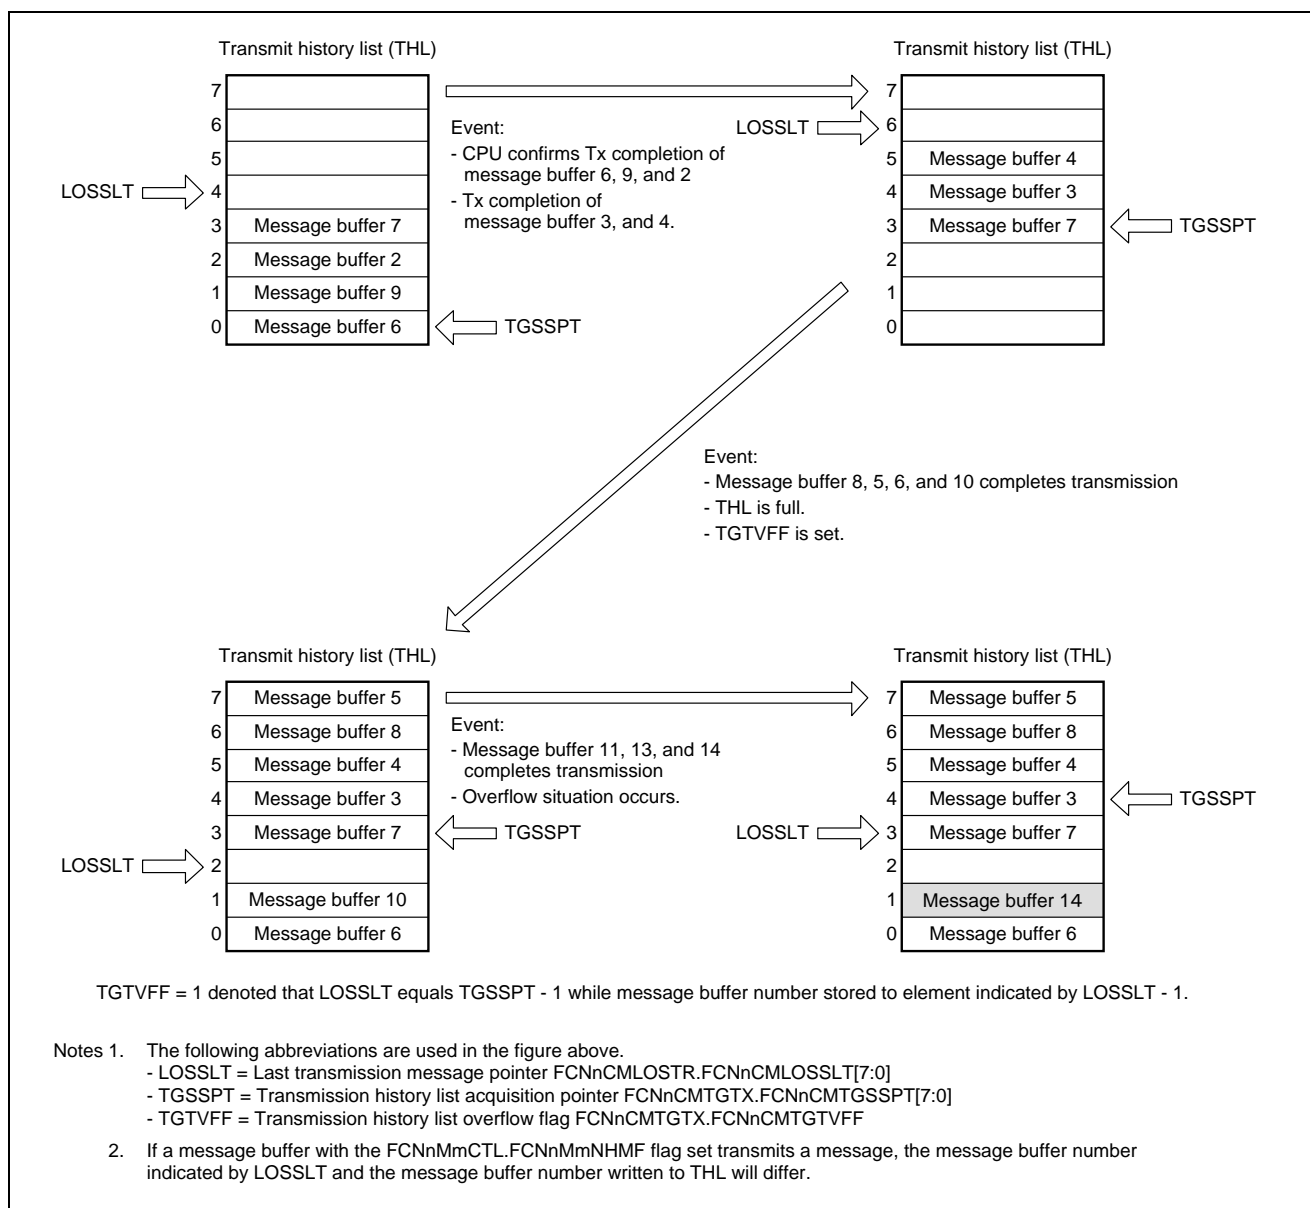 Transmit history list (THL)
7
6
5
LOSSLT
4
3 Message buffer 7
2 Message buffer 2
1 Message buffer 9
0 Message buffer 6
TGSSPT
Event:
- CPU confirms Tx completion of
message buffer 6, 9, and 2
- Tx completion of
message buffer 3, and 4.
Transmit history list (THL)
7
LOSSLT
6
5 Message buffer 4
4 Message buffer 3
3 Message buffer 7
TGSSPT
2
1
0
Event:
- Message buffer 8, 5, 6, and 10 completes transmission
- THL is full.
- TGTVFF is set.
Transmit history list (THL)
7 Message buffer 5
6 Message buffer 8
5 Message buffer 4
4 Message buffer 3
3 Message buffer 7
TGSSPT
LOSSLT
2
1 Message buffer 10
0 Message buffer 6
Event:
- Message buffer 11, 13, and 14
completes transmission
- Overflow situation occurs.
Transmit history list (THL)
7 Message buffer 5
6 Message buffer 8
5 Message buffer 4
4 Message buffer 3
TGSSPT
LOSSLT
3 Message buffer 7
2
1 Message buffer 14
0 Message buffer 6
TGTVFF = 1 denoted that LOSSLT equals TGSSPT - 1 while message buffer number stored to element indicated by LOSSLT - 1.
Notes 1. The following abbreviations are used in the figure above.
- LOSSLT = Last transmission message pointer FCNnCMLOSTR.FCNnCMLOSSLT[7:0]
- TGSSPT = Transmission history list acquisition pointer FCNnCMTGTX.FCNnCMTGSSPT[7:0]
- TGTVFF = Transmission history list overflow flag FCNnCMTGTX.FCNnCMTGTVFF
2. If a message buffer with the FCNnMmCTL.FCNnMmNHMF flag set transmits a message, the message buffer number
indicated by LOSSLT and the message buffer number written to THL will differ.